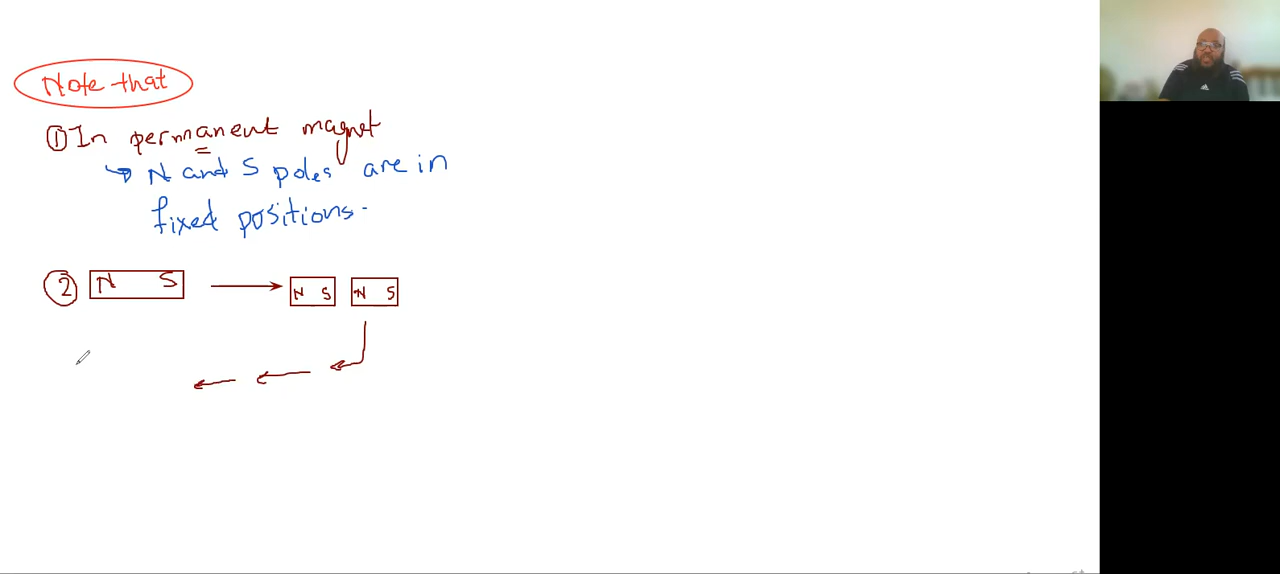 Note that
① In permanent magnet
↳ N and S poles are in
fixed positions.
② N S → N S N S